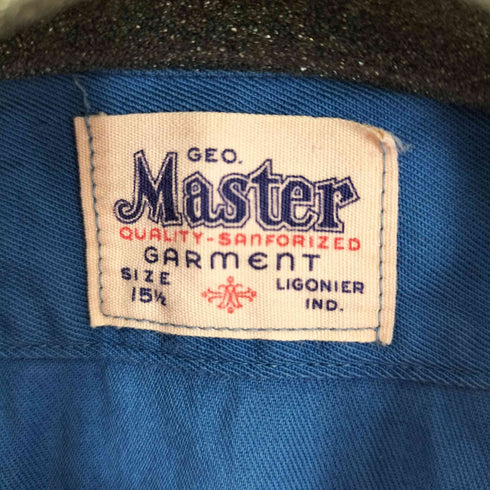 GEO.
Master
QUALITY-SANFORIZED
GARMENT
SIZE
15½
LIGONIER
IND.